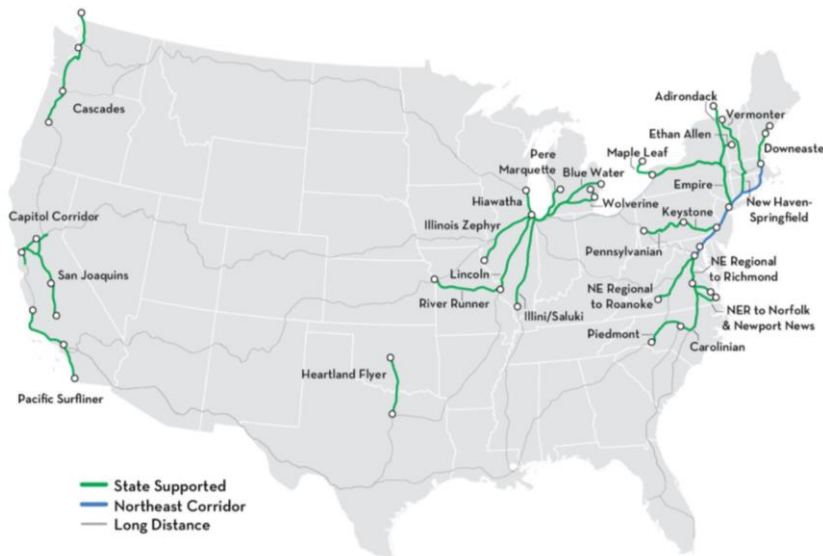 Adirondack
Vermonter
Cascades
Ethan Allen
Pere
Marquette
Blue Water
Maple Leaf
Downeaster
Hiawatha
Wolverine
Empire
New Haven-
Springfield
Capitol Corridor
Illinois Zephyr
Keystone
Pennsylvanian
San Joaquins
Lincoln
NE Regional
to Richmond
River Runner
NE Regional
to Roanoke
Illini/Saluki
NER to Norfolk
& Newport News
Piedmont
Carolinian
Heartland Flyer
Pacific Surfliner
State Supported
Northeast Corridor
Long Distance